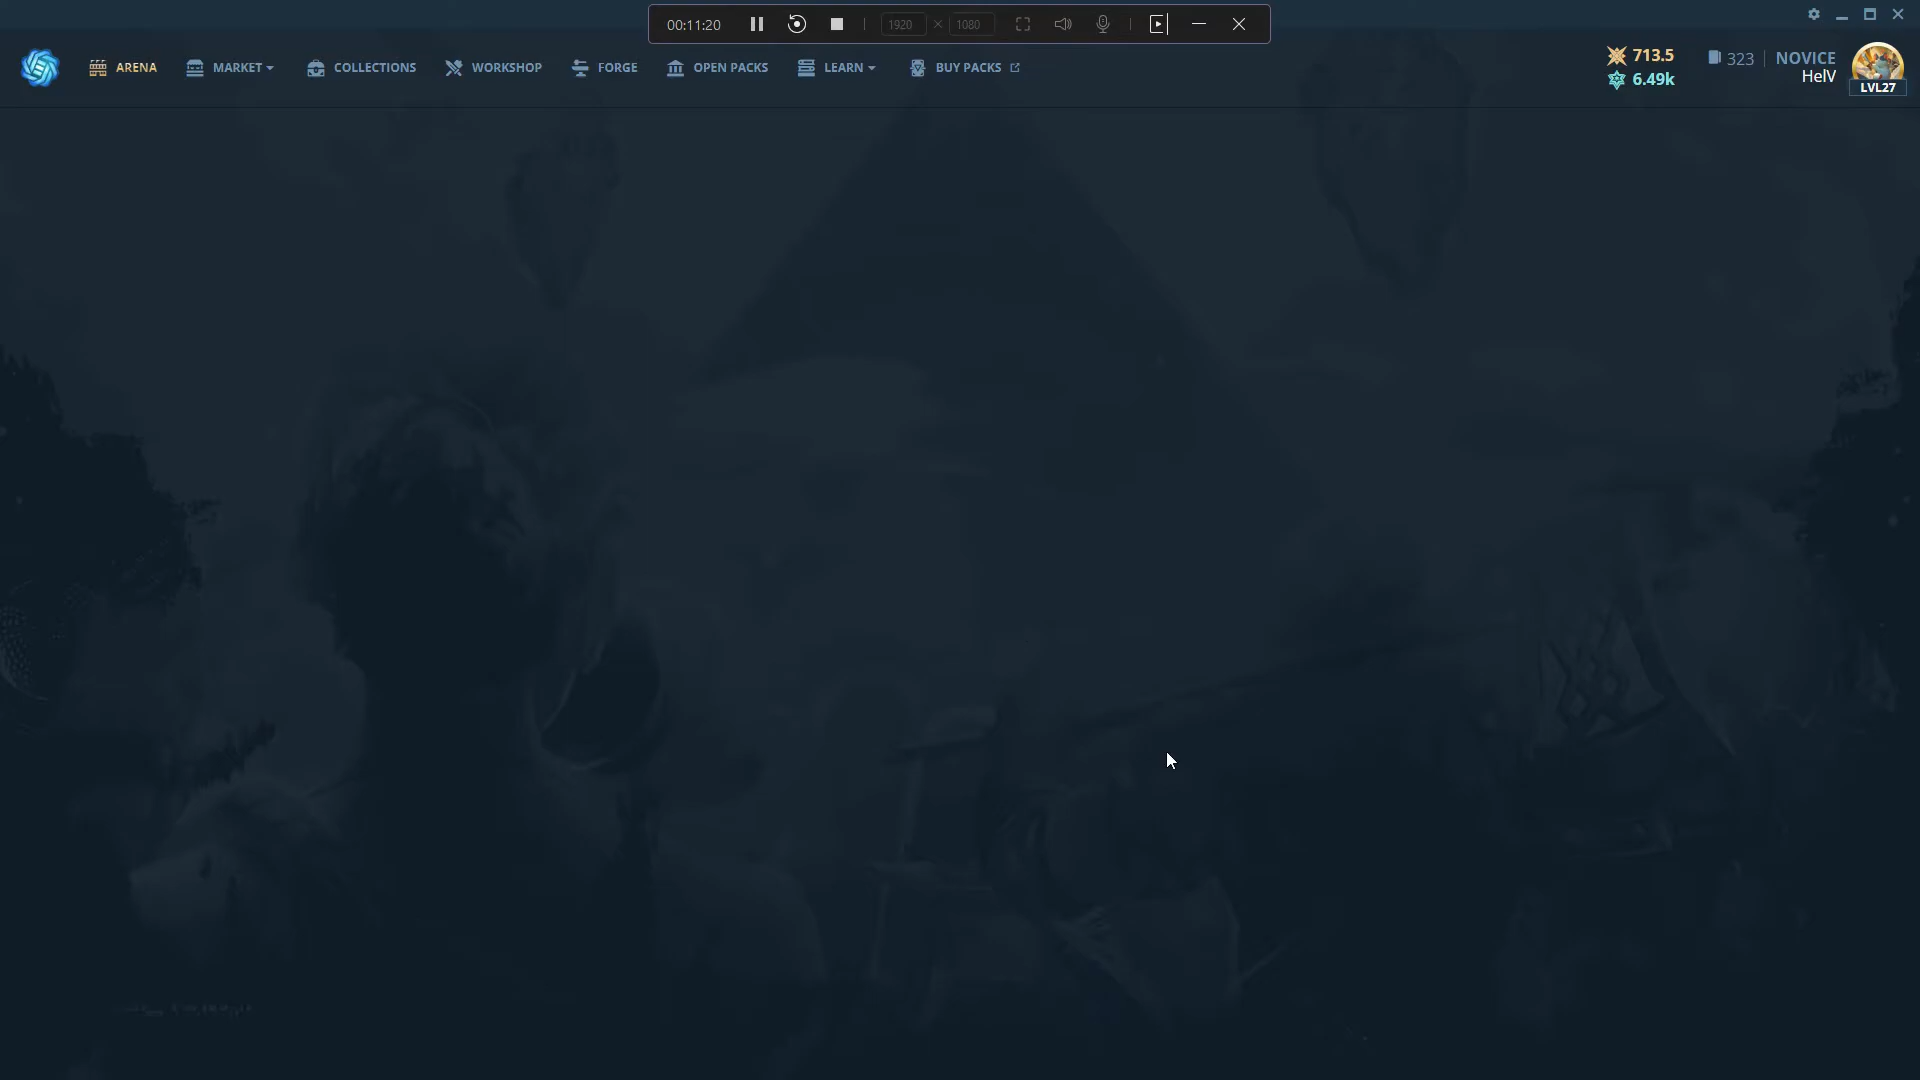 00:11:20 1920 × 1080
ARENA MARKET COLLECTIONS WORKSHOP FORGE OPEN PACKS LEARN BUY PACKS
713.5 323 NOVICE
6.49k HelV
LVL27